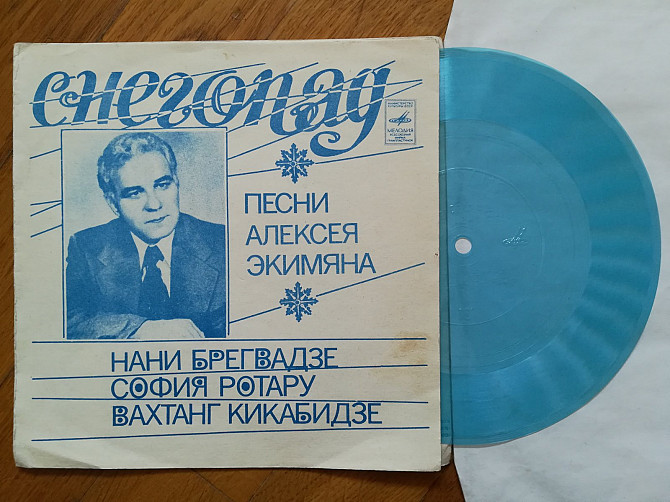 снегопад
МЕЛОДИЯ
ПЕСНИ
АЛЕКСЕЯ
ЭКИМЯНА
НАНИ БРЕГВАДЗЕ
СОФИЯ РОТАРУ
ВАХТАНГ КИКАБИДЗЕ